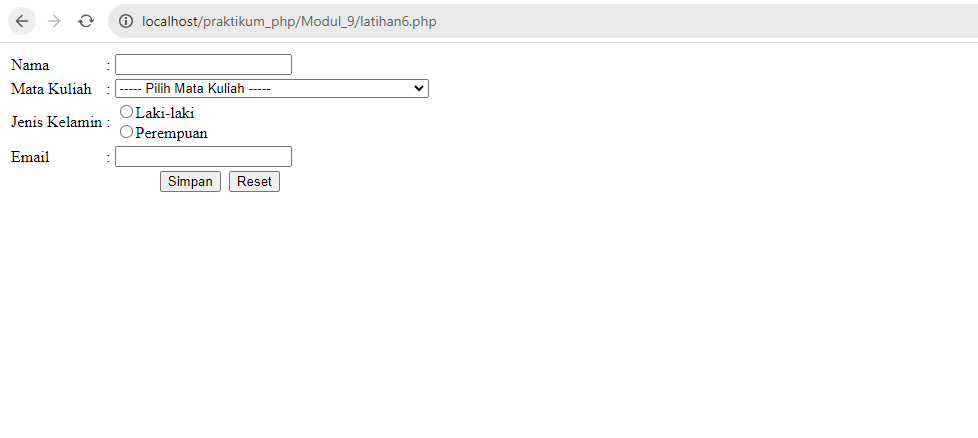 localhost/praktikum_php/Modul_9/latihan6.php
Nama :
Mata Kuliah : ----- Pilih Mata Kuliah -----
Jenis Kelamin : Laki-laki
Perempuan
Email :
Simpan Reset